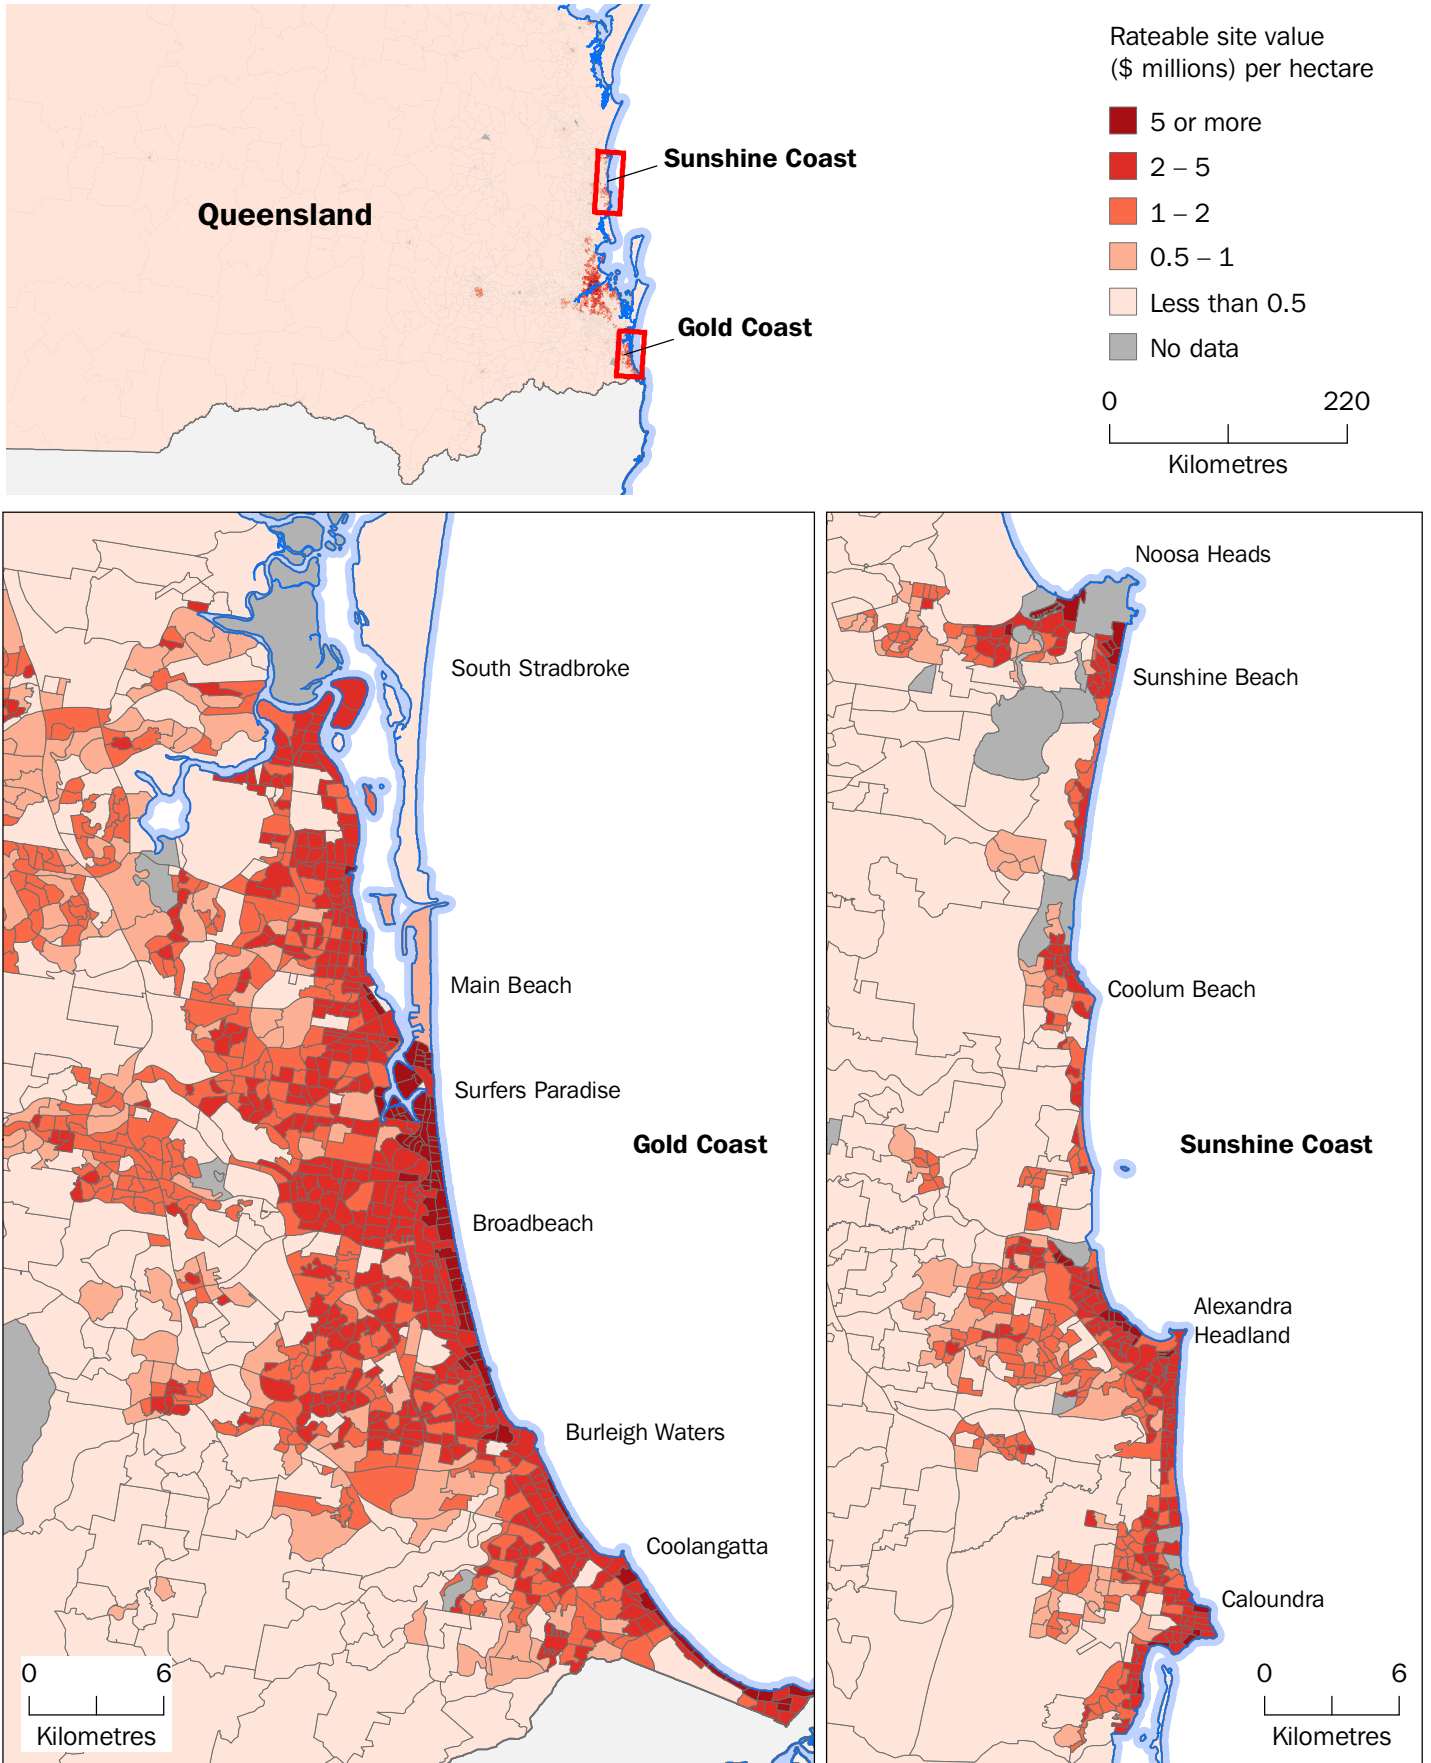 Rateable site value
($ millions) per hectare
5 or more
2 – 5
1 – 2
0.5 – 1
Less than 0.5
No data
0 220
Kilometres
Sunshine Coast
Queensland
Gold Coast
South Stradbroke
Main Beach
Surfers Paradise
Gold Coast
Broadbeach
Burleigh Waters
Coolangatta
0 6
Kilometres
Noosa Heads
Sunshine Beach
Coolum Beach
Sunshine Coast
Alexandra
Headland
Caloundra
0 6
Kilometres